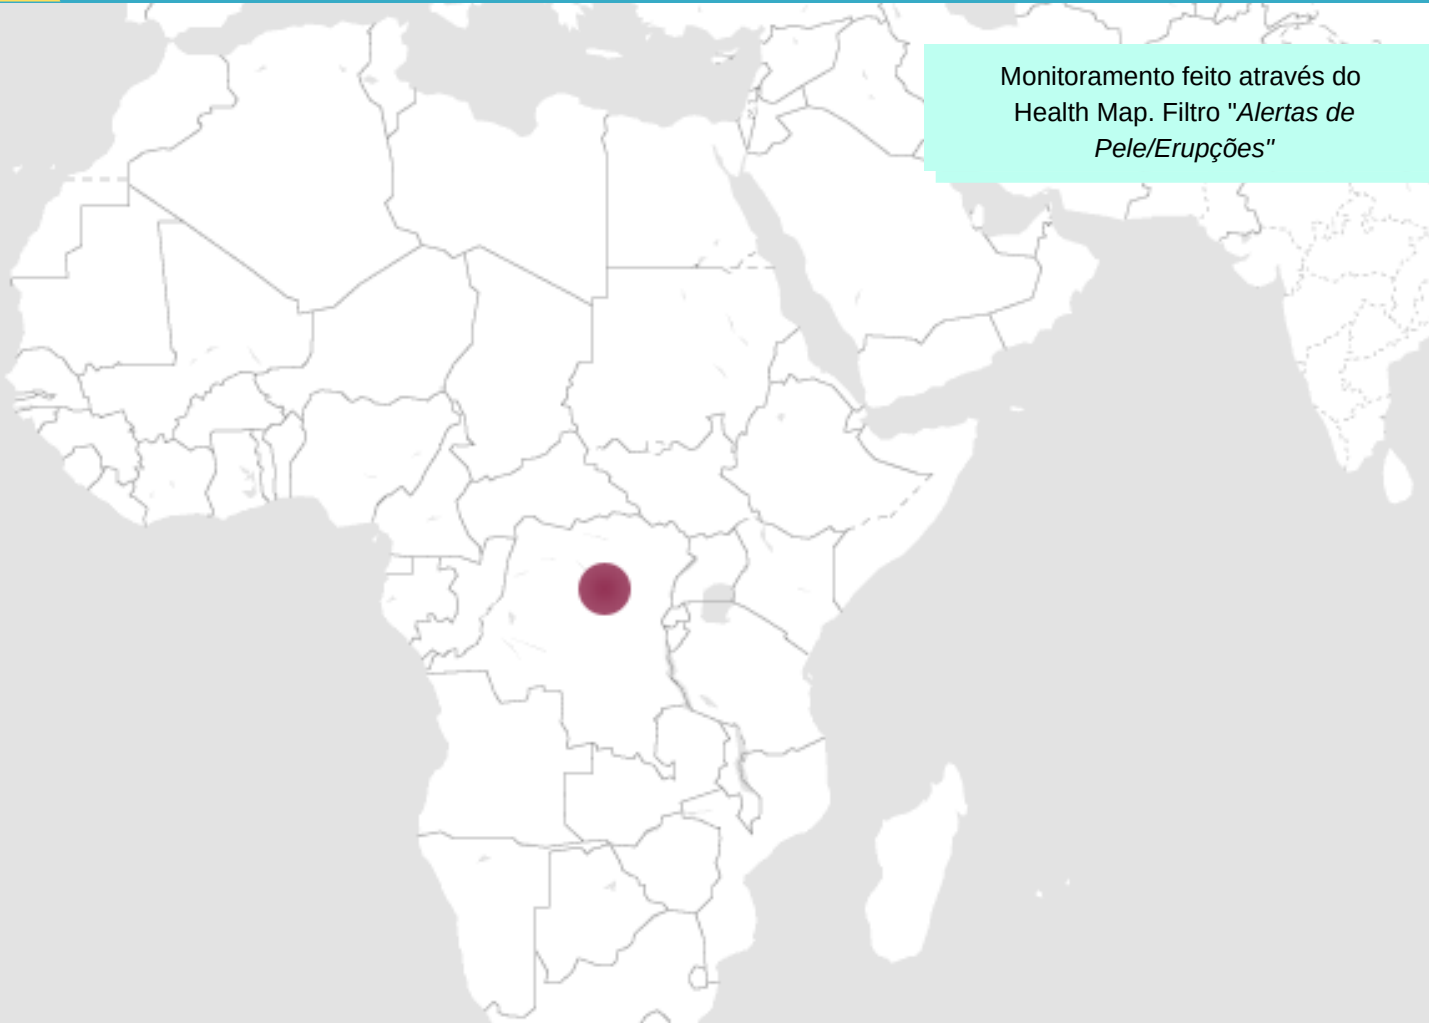 Monitoramento feito através do
Health Map. Filtro "Alertas de
Pele/Erupções"